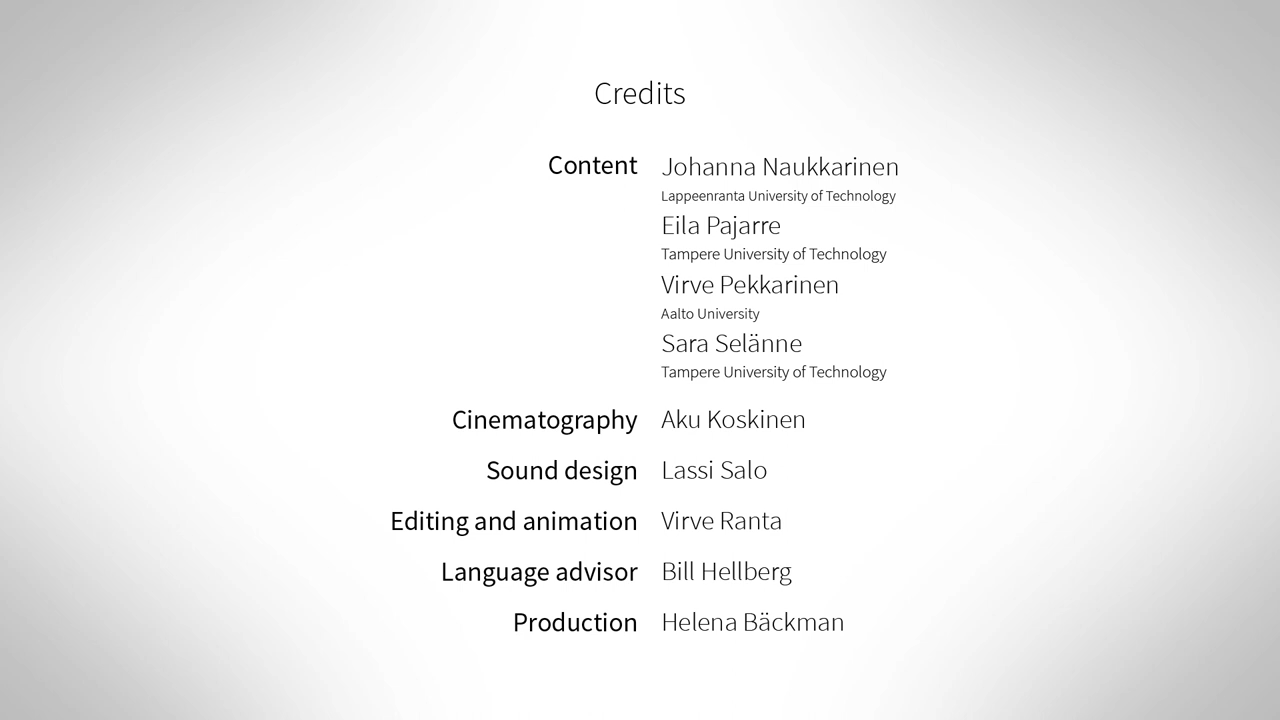 Credits
Content Johanna Naukkarinen
Lappeenranta University of Technology
Eila Pajarre
Tampere University of Technology
Virve Pekkarinen
Aalto University
Sara Selänne
Tampere University of Technology
Cinematography Aku Koskinen
Sound design Lassi Salo
Editing and animation Virve Ranta
Language advisor Bill Hellberg
Production Helena Bäckman